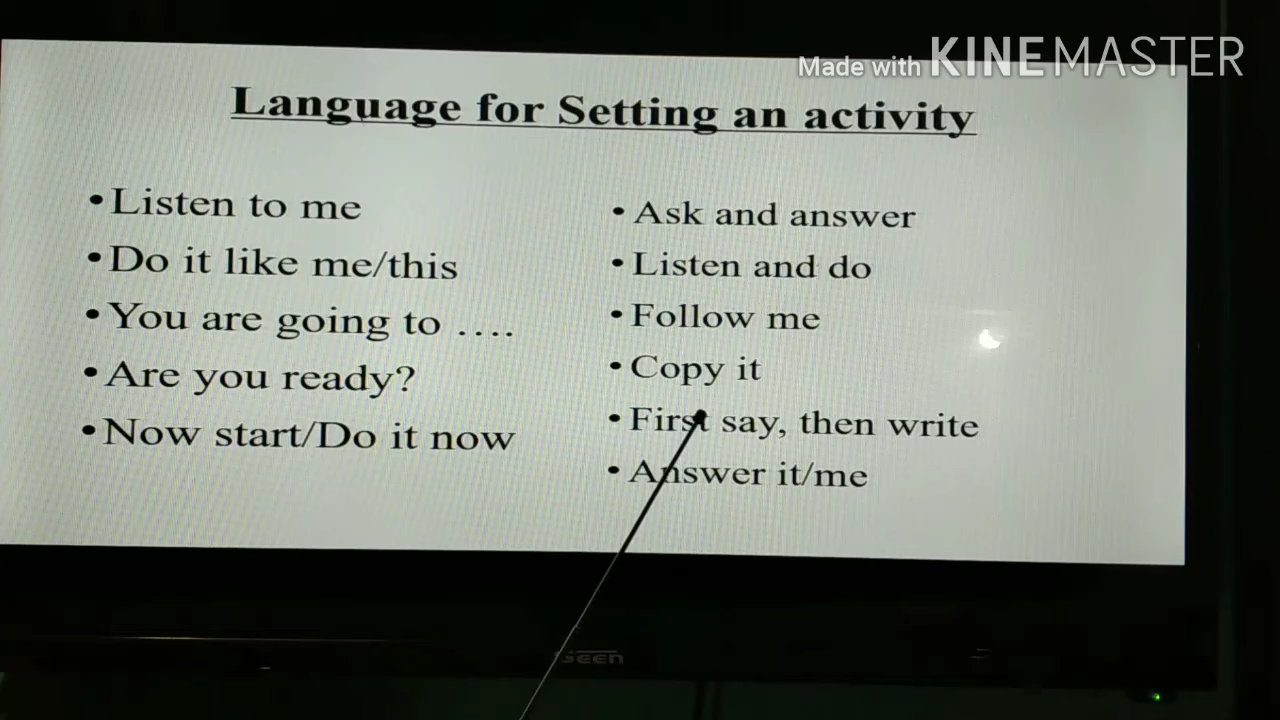 Made with KINEMASTER
Language for Setting an activity
• Listen to me
• Do it like me/this
• You are going to ....
• Are you ready?
• Now start/Do it now
• Ask and answer
• Listen and do
• Follow me
• Copy it
• First say, then write
• Answer it/me